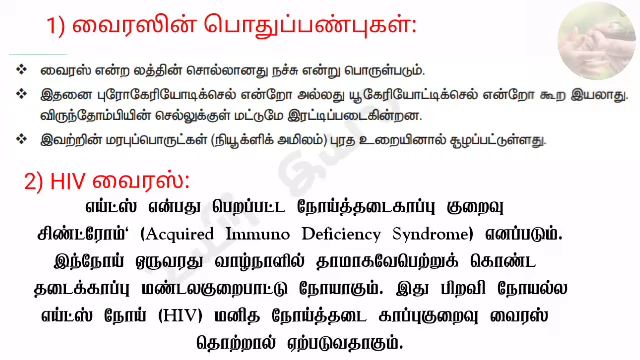 1) வைரஸின் பொதுப்பண்புகள்:
❖ வைரஸ் என்ற லத்தின் சொல்லானது நச்சு என்று பொருள்படும்.
❖ இதனை புரோகேரியோடிக்செல் என்றோ அல்லது யூகேரியோட்டிக்செல் என்றோ கூற இயலாது.
விருந்தோம்பியின் செல்லுக்குள் மட்டுமே இரட்டிப்படைகின்றன.
❖ இவற்றின் மரபுப்பொருட்கள் (நியூக்ளிக் அமிலம்) புரத உறையினால் சூழப்பட்டுள்ளது.
2) HIV வைரஸ்:
எய்ட்ஸ் என்பது பெறப்பட்ட நோய்த்தடைகாப்பு குறைவு
சிண்ட்ரோம்' (Acquired Immuno Deficiency Syndrome) எனப்படும்.
இந்நோய் ஒருவரது வாழ்நாளில் தாமாகவேபெற்றுக் கொண்ட
தடைக்காப்பு மண்டலகுறைபாட்டு நோயாகும். இது பிறவி நோயல்ல
எய்ட்ஸ் நோய் (HIV) மனித நோய்த்தடை காப்புகுறைவு வைரஸ்
தொற்றால் ஏற்படுவதாகும்.